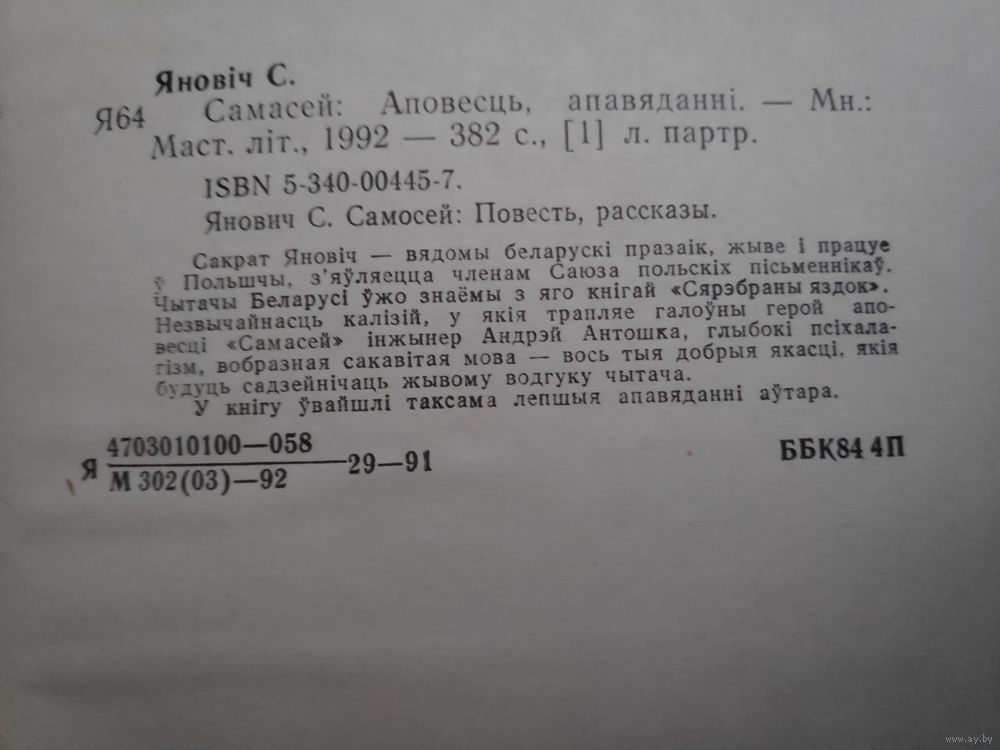 Яновіч С.
Я64 Самасей: Аповесць, апавяданні. — Мн.:
Маст. літ., 1992 — 382 с., [1] л. партр.
ISBN 5-340-00445-7.
Янович С. Самосей: Повесть, рассказы.
Сакрат Яновіч — вядомы беларускі празаік, жыве і працуе
ў Польшчы, з’яўляецца членам Саюза польскіх пісьменнікаў.
Чытачы Беларусі ўжо знаёмы з яго кнігай «Сярэбраны яздок».
Незвычайнасць калізій, у якія трапляе галоўны герой апо-
весці «Самасей» інжынер Андрэй Антошка, глыбокі псіхала-
гізм, вобразная сакавітая мова — вось тыя добрыя якасці, якія
будуць садзейнічаць жывому водгуку чытача.
У кнігу ўвайшлі таксама лепшыя апавяданні аўтара.
Я 4703010100—058
М 302(03)—92 29—91
ББК84 4П
www.ay.by